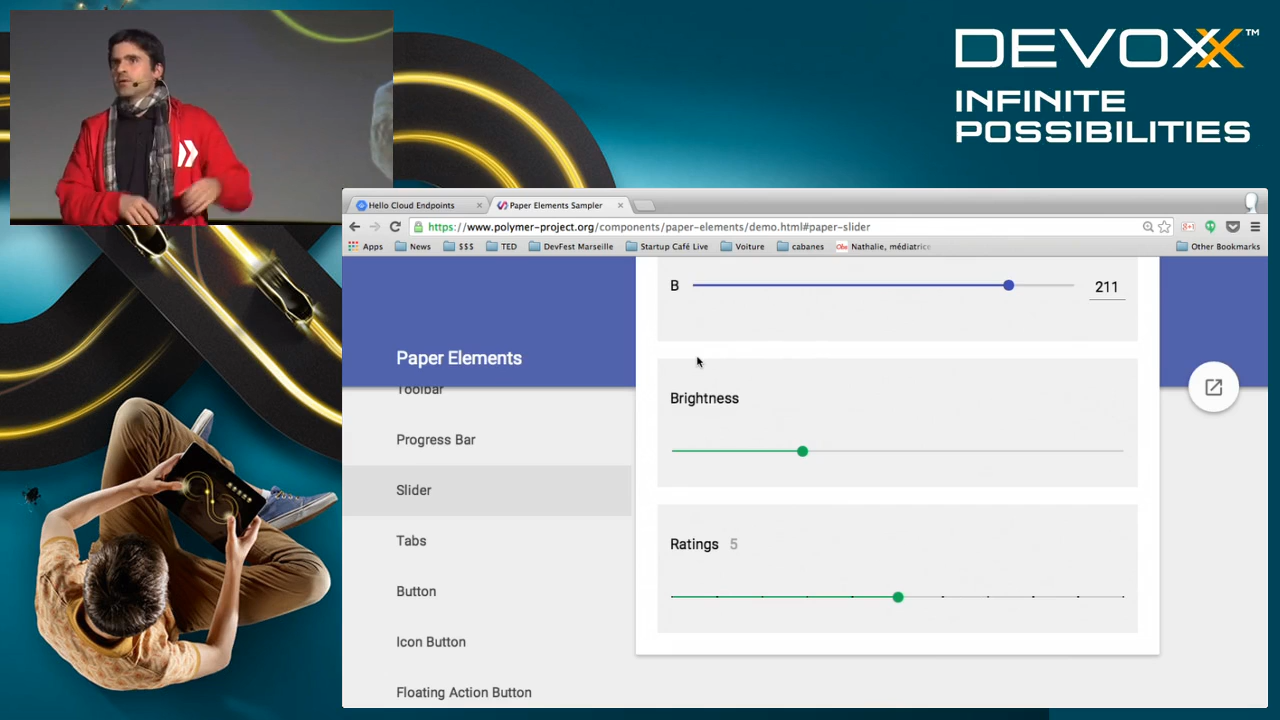 DEVOXX™
INFINITE
POSSIBILITIES
Hello Cloud Endpoints
Paper Elements Sampler
https://www.polymer-project.org/components/paper-elements/demo.html#paper-slider
Apps News $$$ TED DevFest Marseille Startup Café Live Voiture cabanes Nathalie, médiatrice Other Bookmarks
B 211
Paper Elements
Toolbar
Brightness
Progress Bar
Slider
Tabs
Ratings 5
Button
Icon Button
Floating Action Button